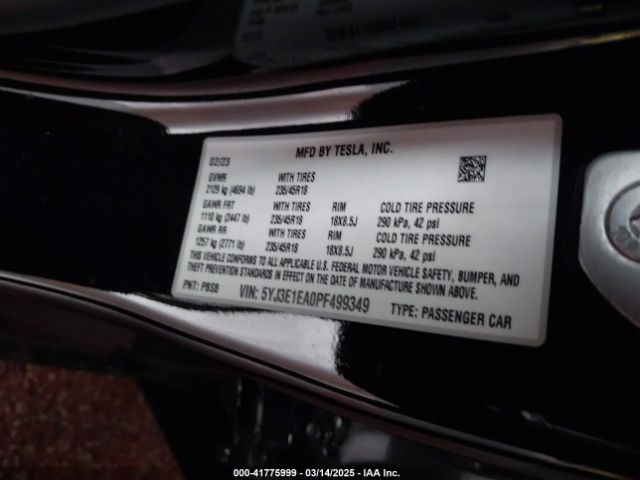 MFD BY TESLA, INC.
02/23
GVWR WITH TIRES
2129 kg (4694 lb) 235/45R18
GAWR FRT WITH TIRES RIM COLD TIRE PRESSURE
1110 kg (2447 lb) 235/45R18 18X8.5J 290 kPa, 42 psi
GAWR RR WITH TIRES RIM COLD TIRE PRESSURE
1257 kg (2771 lb) 235/45R18 18X8.5J 290 kPa, 42 psi
THIS VEHICLE CONFORMS TO ALL APPLICABLE U.S. FEDERAL MOTOR VEHICLE SAFETY, BUMPER, AND
THEFT PREVENTION STANDARDS IN EFFECT ON THE DATE OF MANUFACTURE SHOWN ABOVE.
PNT: PBSB VIN: 5YJ3E1EA0PF499349 TYPE: PASSENGER CAR
000-41775999 — 03/14/2025 — IAA Inc.